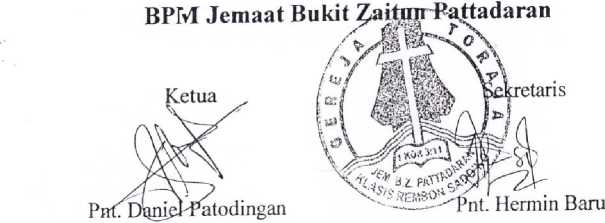 BPM Jemaat Bukit Zaitun Pattadaran
Ketua
Sekretaris
GEREJA TORAJA
1 KOR 3:11
JEM. B.Z. PATTADARAN
KLASIS REMBON SADO'KO'
Pnt. Daniel Patodingan
Pnt. Hermin Baru